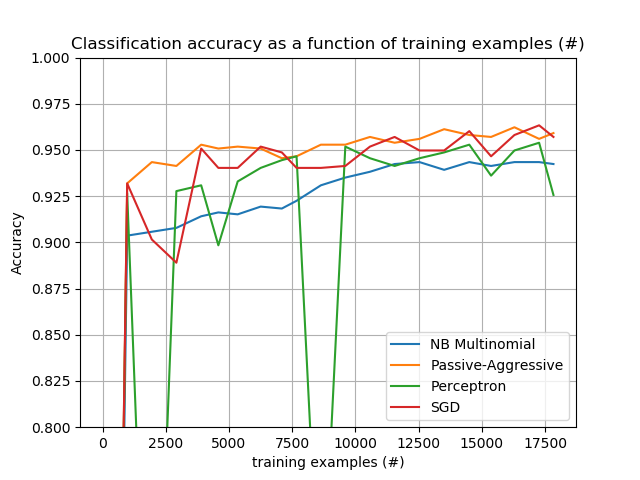 Classification accuracy as a function of training examples (#)
1.000
0.975
0.950
0.925
0.900
0.875
0.850
0.825
0.800
Accuracy
NB Multinomial
Passive-Aggressive
Perceptron
SGD
0 2500 5000 7500 10000 12500 15000 17500
training examples (#)